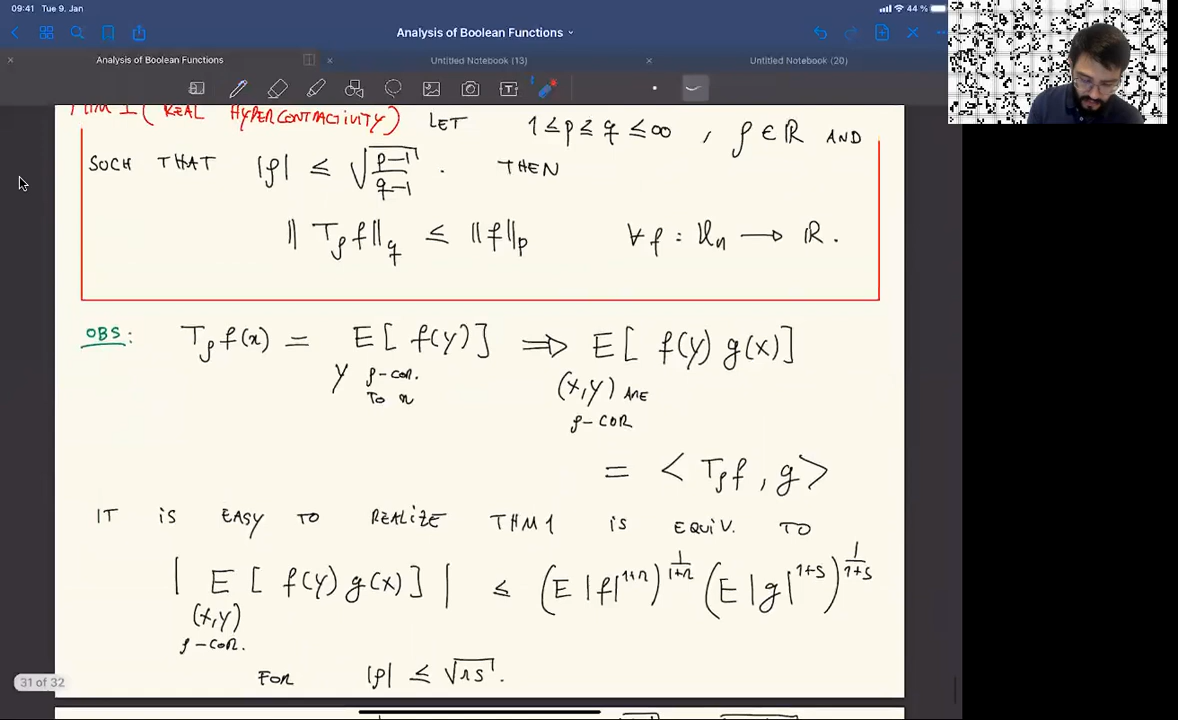 09:41 Tue 9. Jan 44 %
Analysis of Boolean Functions
Analysis of Boolean Functions Untitled Notebook (13) Untitled Notebook (20)
THM 1 (REAL HYPERCONTRACTIVITY) LET 1 ≤ p ≤ q ≤ ∞, ρ ∈ ℝ AND
SUCH THAT |ρ| ≤ √((p-1)/(q-1)). THEN
‖T_ρ f‖_q ≤ ‖f‖_p ∀ f : H_n → ℝ.
OBS: T_ρ f(x) = E[f(y)] ⟹ E[f(y) g(x)]
y ρ-COR. TO x (x,y) ARE ρ-COR
= <T_ρ f, g>
IT IS EASY TO REALIZE THM 1 IS EQUIV. TO
|E[f(y) g(x)]| ≤ (E|f|^{1+r})^{1/(1+r)} (E|g|^{1+s})^{1/(1+s)}
(x,y)
ρ-COR.
FOR |ρ| ≤ √(rs).
31 of 32